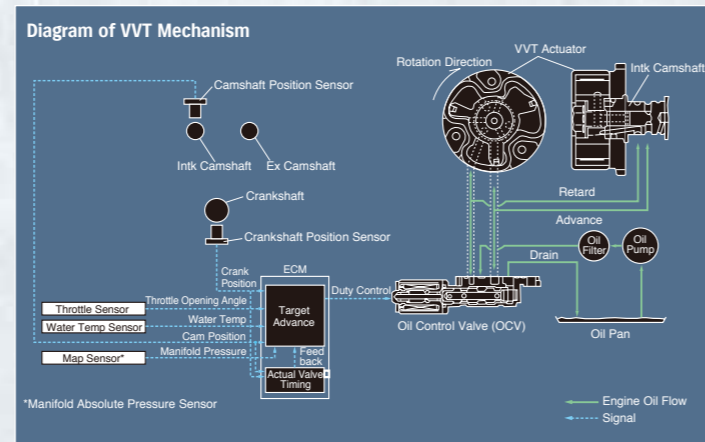 Diagram of VVT Mechanism
Camshaft Position Sensor
Intk Camshaft
Ex Camshaft
Crankshaft
Crankshaft Position Sensor
Rotation Direction
VVT Actuator
Intk Camshaft
Retard
Advance
Drain
Oil
Filter
Oil
Pump
Oil Pan
Oil Control Valve (OCV)
Duty Control
ECM
Crank
Position
Throttle Sensor
Throttle Opening Angle
Water Temp Sensor
Water Temp
Cam Position
Map Sensor*
Manifold Pressure
Target
Advance
Feed
back
Actual Valve
Timing
*Manifold Absolute Pressure Sensor
Engine Oil Flow
Signal